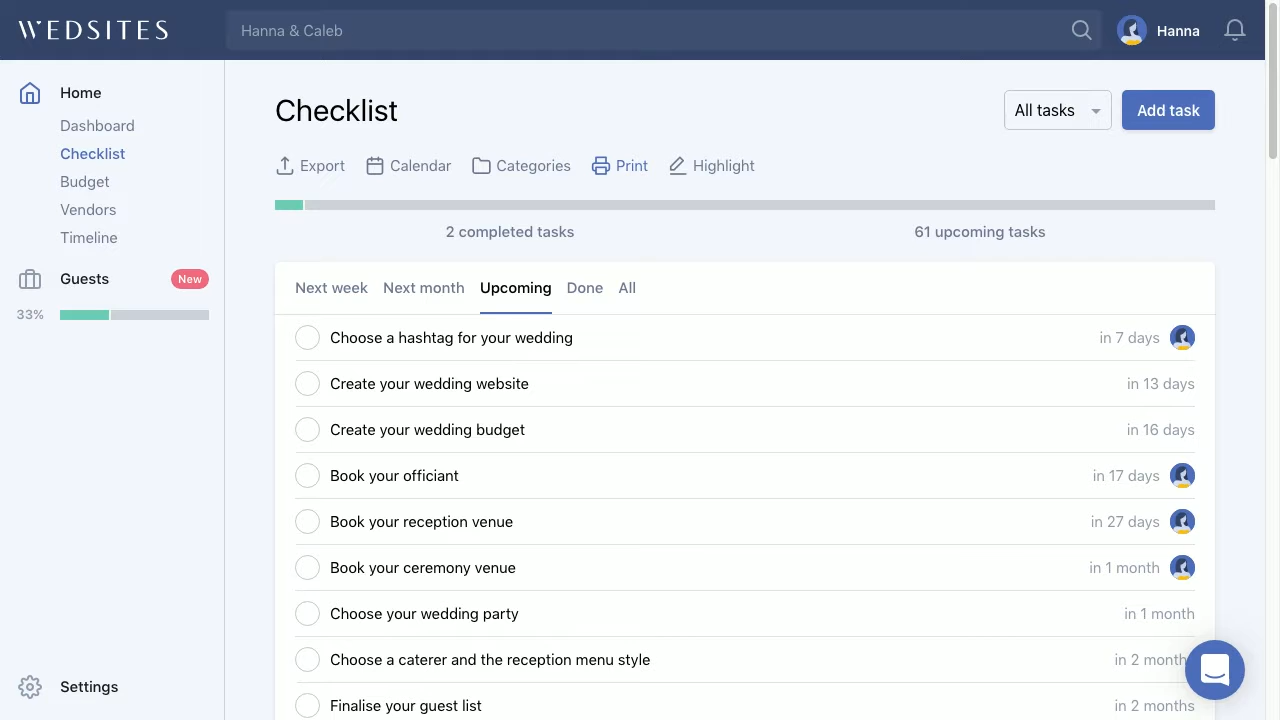 WEDSITES
Hanna & Caleb
Hanna
Home
Dashboard
Checklist
Budget
Vendors
Timeline
Guests
New
33%
Settings
Checklist
All tasks
Add task
Export
Calendar
Categories
Print
Highlight
2 completed tasks
61 upcoming tasks
Next week
Next month
Upcoming
Done
All
Choose a hashtag for your wedding in 7 days
Create your wedding website in 13 days
Create your wedding budget in 16 days
Book your officiant in 17 days
Book your reception venue in 27 days
Book your ceremony venue in 1 month
Choose your wedding party in 1 month
Choose a caterer and the reception menu style in 2 month
Finalise your guest list in 2 months